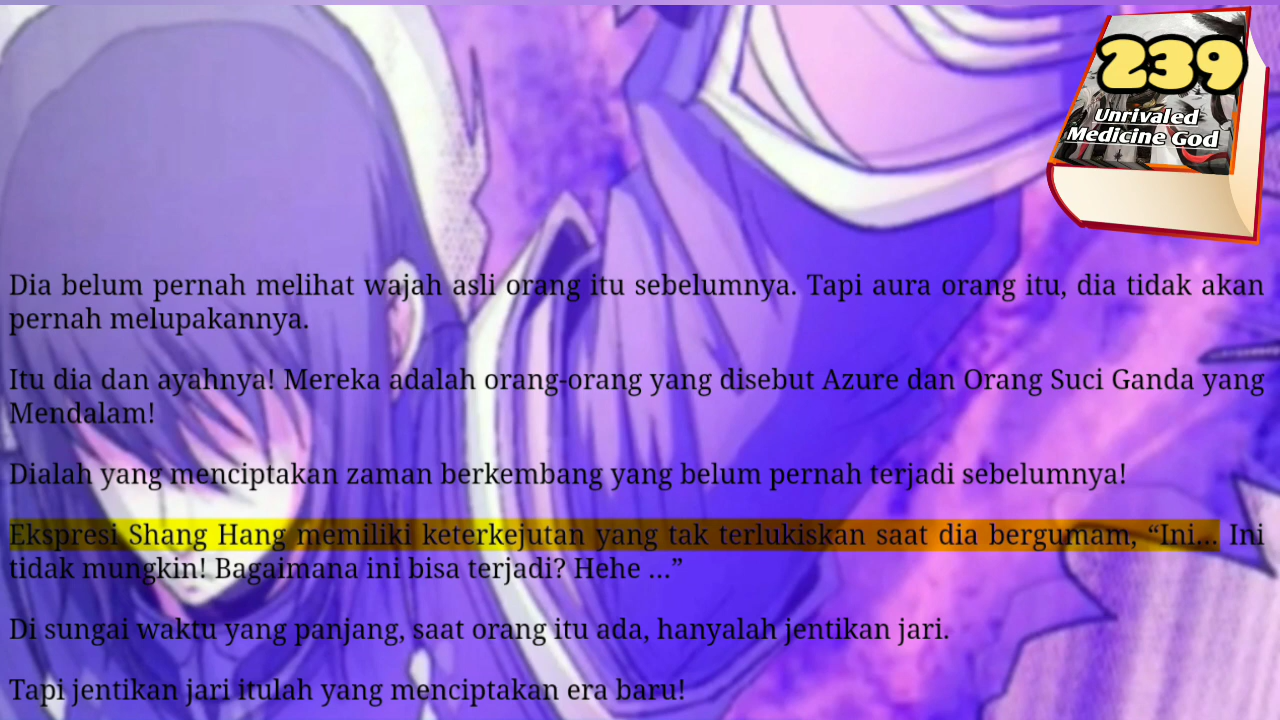 239
Unrivaled
Medicine God
Dia belum pernah melihat wajah asli orang itu sebelumnya. Tapi aura orang itu, dia tidak akan
pernah melupakannya.
Itu dia dan ayahnya! Mereka adalah orang-orang yang disebut Azure dan Orang Suci Ganda yang
Mendalam!
Dialah yang menciptakan zaman berkembang yang belum pernah terjadi sebelumnya!
Ekspresi Shang Hang memiliki keterkejutan yang tak terlukiskan saat dia bergumam, “Ini... Ini
tidak mungkin! Bagaimana ini bisa terjadi? Hehe ...”
Di sungai waktu yang panjang, saat orang itu ada, hanyalah jentikan jari.
Tapi jentikan jari itulah yang menciptakan era baru!